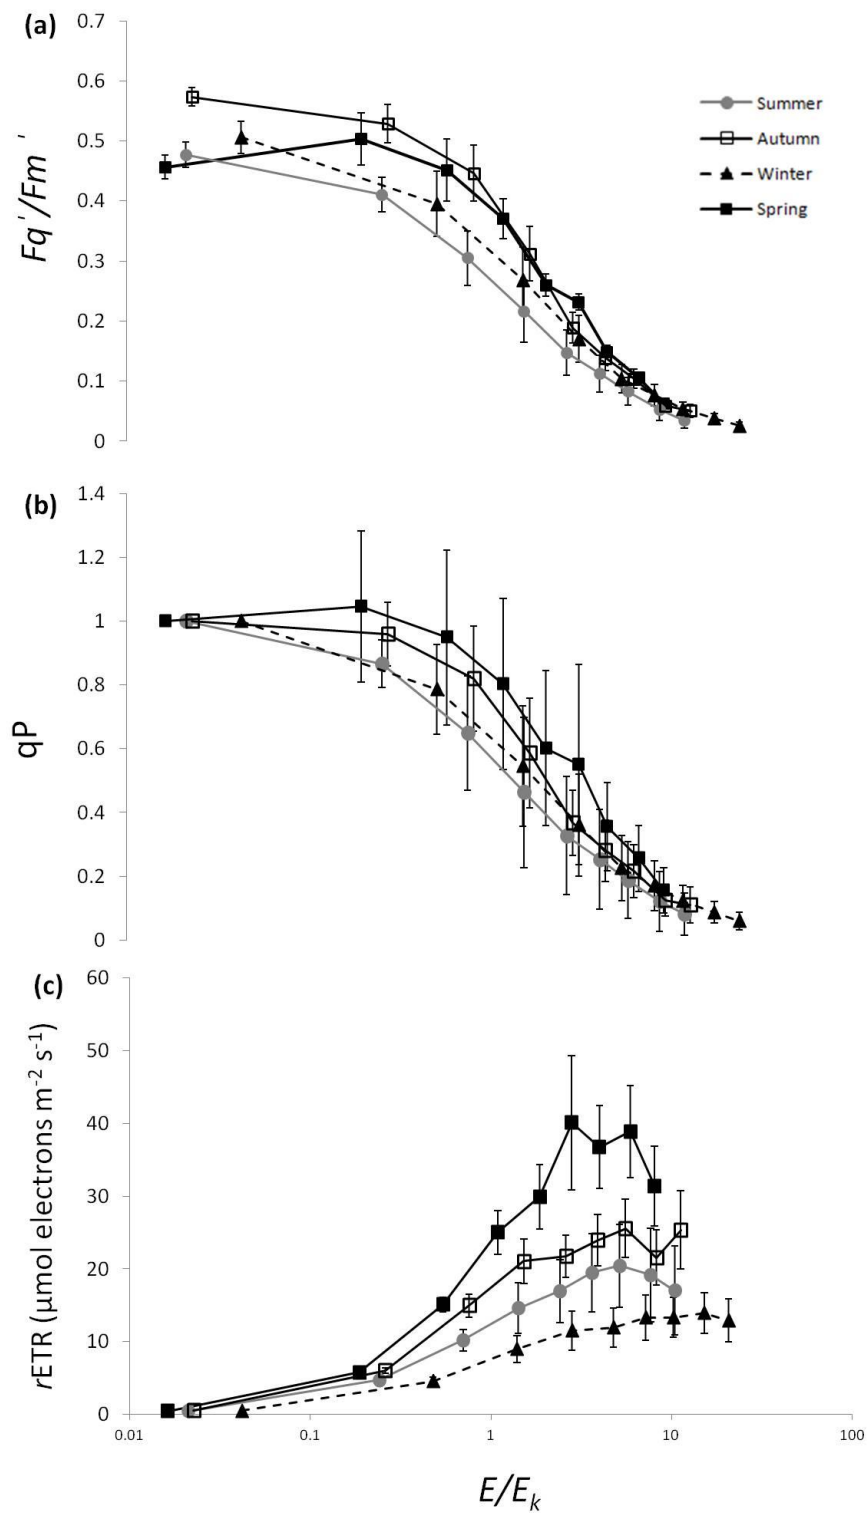 (a)
0.7
0.6
0.5
0.4
0.3
0.2
0.1
0
Fq'/Fm'
Summer
Autumn
Winter
Spring
(b)
1.4
1.2
1
0.8
0.6
0.4
0.2
0
qP
(c)
60
50
40
30
20
10
0
rETR (µmol electrons m⁻² s⁻¹)
0.01 0.1 1 10 100
E/Eₖ